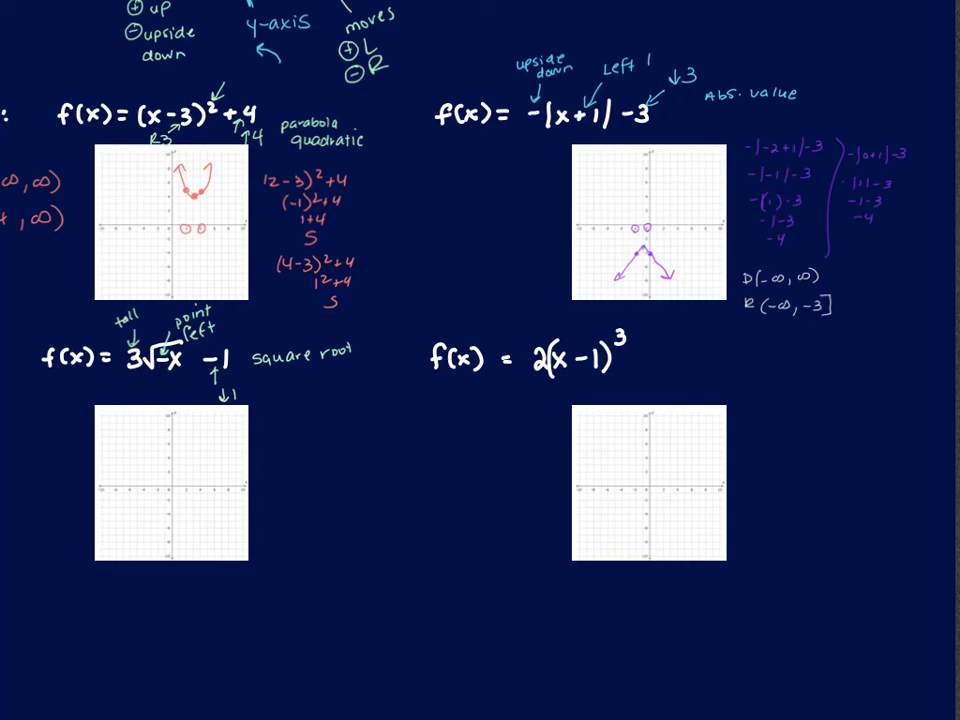 ⊕ up
⊖ upside
down
y-axis
moves
⊕ L
⊖ R
:
f(x) = (x-3)² + 4
R3
↑4
parabola
quadratic
∞, ∞)
, ∞)
(2-3)²+4
(-1)²+4
1+4
5
(4-3)²+4
1²+4
5
upside
down
Left 1
↓3
Abs. value
f(x) = -|x+1| -3
-|-2+1|-3
-|-1|-3
-(1)-3
-1-3
-4
-|0+1|-3
-|1|-3
-1-3
-4
D(-∞, ∞)
R (-∞, -3]
tall
point
left
f(x) = 3√-x -1
square root
↓1
f(x) = 2(x-1)³